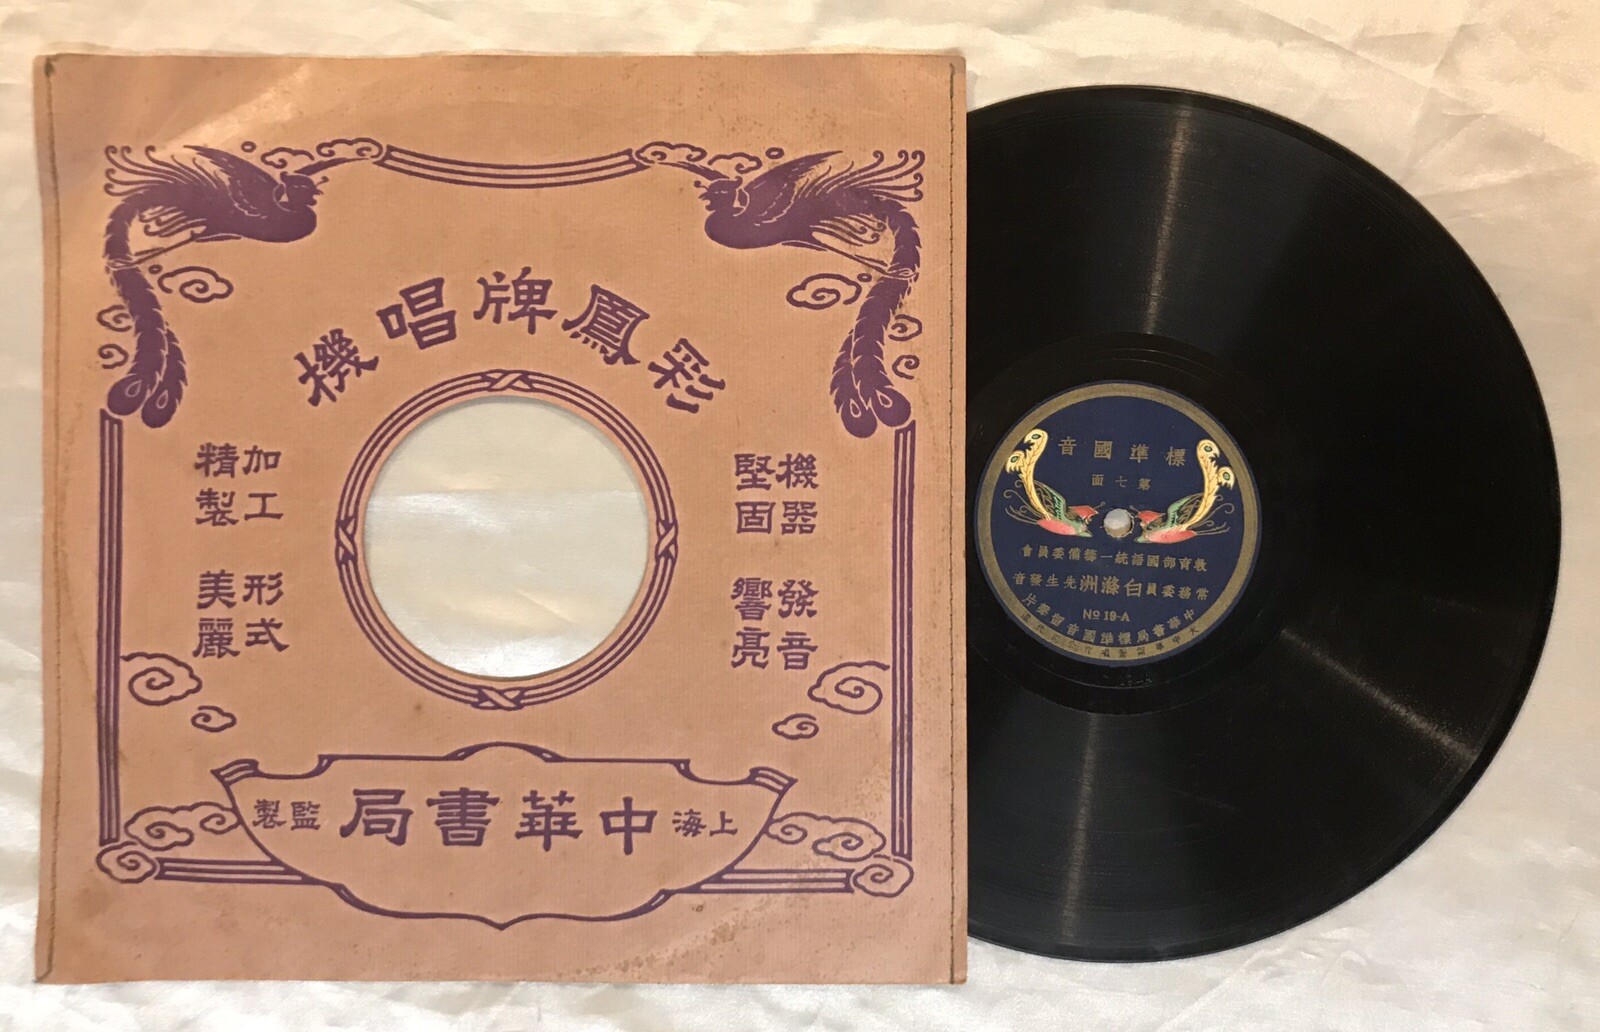 彩鳳牌唱機
機器 發音
堅固 響亮
加工 形式
精製 美麗
上海中華書局監製
標準國音
第七面
教育部國語統一籌備委員會
常務委員白滌洲先生發音
No 19-A
中華書局標準國音留聲片